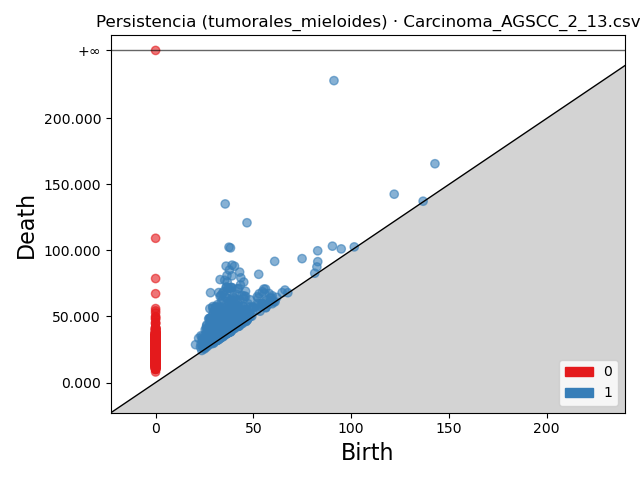 Persistencia (tumorales_mieloides) · Carcinoma_AGSCC_2_13.csv
+∞
200.000
150.000
100.000
50.000
0.000
Death
0
1
0 50 100 150 200
Birth